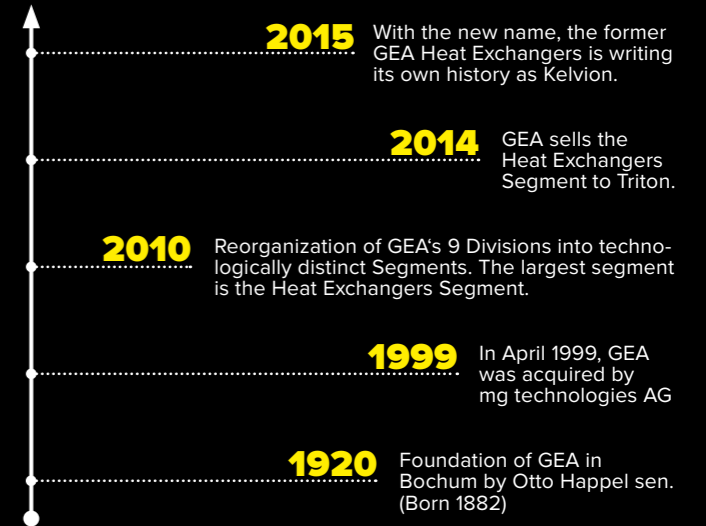 2015
With the new name, the former
GEA Heat Exchangers is writing
its own history as Kelvion.
2014
GEA sells the
Heat Exchangers
Segment to Triton.
2010
Reorganization of GEA‘s 9 Divisions into techno-
logically distinct Segments. The largest segment
is the Heat Exchangers Segment.
1999
In April 1999, GEA
was acquired by
mg technologies AG
1920
Foundation of GEA in
Bochum by Otto Happel sen.
(Born 1882)